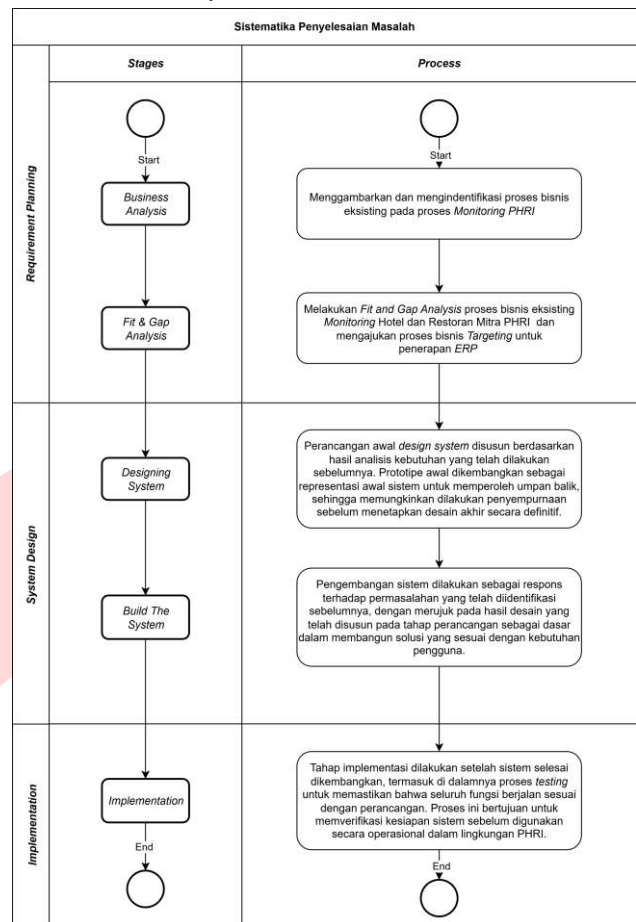 Sistematika Penyelesaian Masalah
Stages
Process
Requirement Planning
Start
Start
Business
Analysis
Menggambarkan dan mengindentifikasi proses bisnis
eksisting pada proses Monitoring PHRI
Fit & Gap
Analysis
Melakukan Fit and Gap Analysis proses bisnis eksisting
Monitoring Hotel dan Restoran Mitra PHRI dan
mengajukan proses bisnis Targeting untuk
penerapan ERP
System Design
Designing
System
Perancangan awal design system disusun berdasarkan
hasil analisis kebutuhan yang telah dilakukan
sebelumnya. Prototipe awal dikembangkan sebagai
representasi awal sistem untuk memperoleh umpan balik,
sehingga memungkinkan dilakukan penyempurnaan
sebelum menetapkan desain akhir secara definitif.
Build The
System
Pengembangan sistem dilakukan sebagai respons
terhadap permasalahan yang telah diidentifikasi
sebelumnya, dengan merujuk pada hasil desain yang
telah disusun pada tahap perancangan sebagai dasar
dalam membangun solusi yang sesuai dengan kebutuhan
pengguna.
Implementation
Implementation
Tahap implementasi dilakukan setelah sistem selesai
dikembangkan, termasuk di dalamnya proses testing
untuk memastikan bahwa seluruh fungsi berjalan sesuai
dengan perancangan. Proses ini bertujuan untuk
memverifikasi kesiapan sistem sebelum digunakan
secara operasional dalam lingkungan PHRI.
End
End